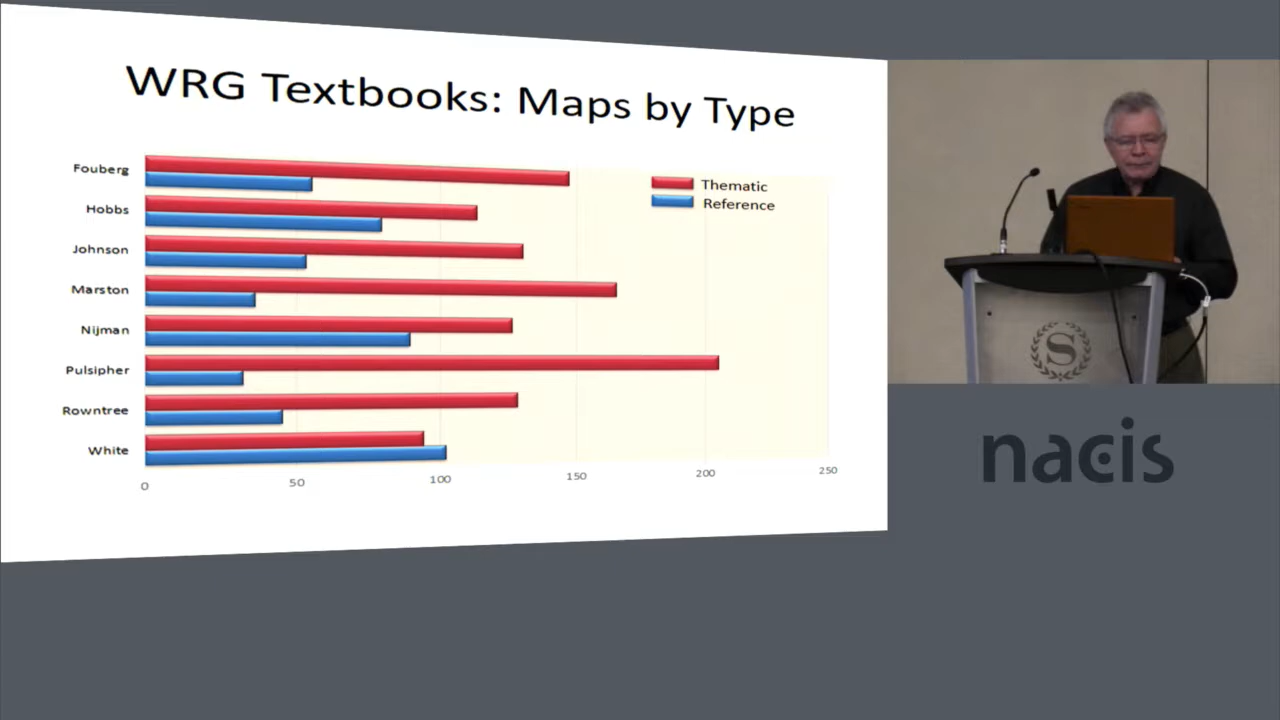 WRG Textbooks: Maps by Type
Fouberg
Hobbs
Johnson
Marston
Nijman
Pulsipher
Rowntree
White
Thematic
Reference
0 50 100 150 200 250
S
nacis